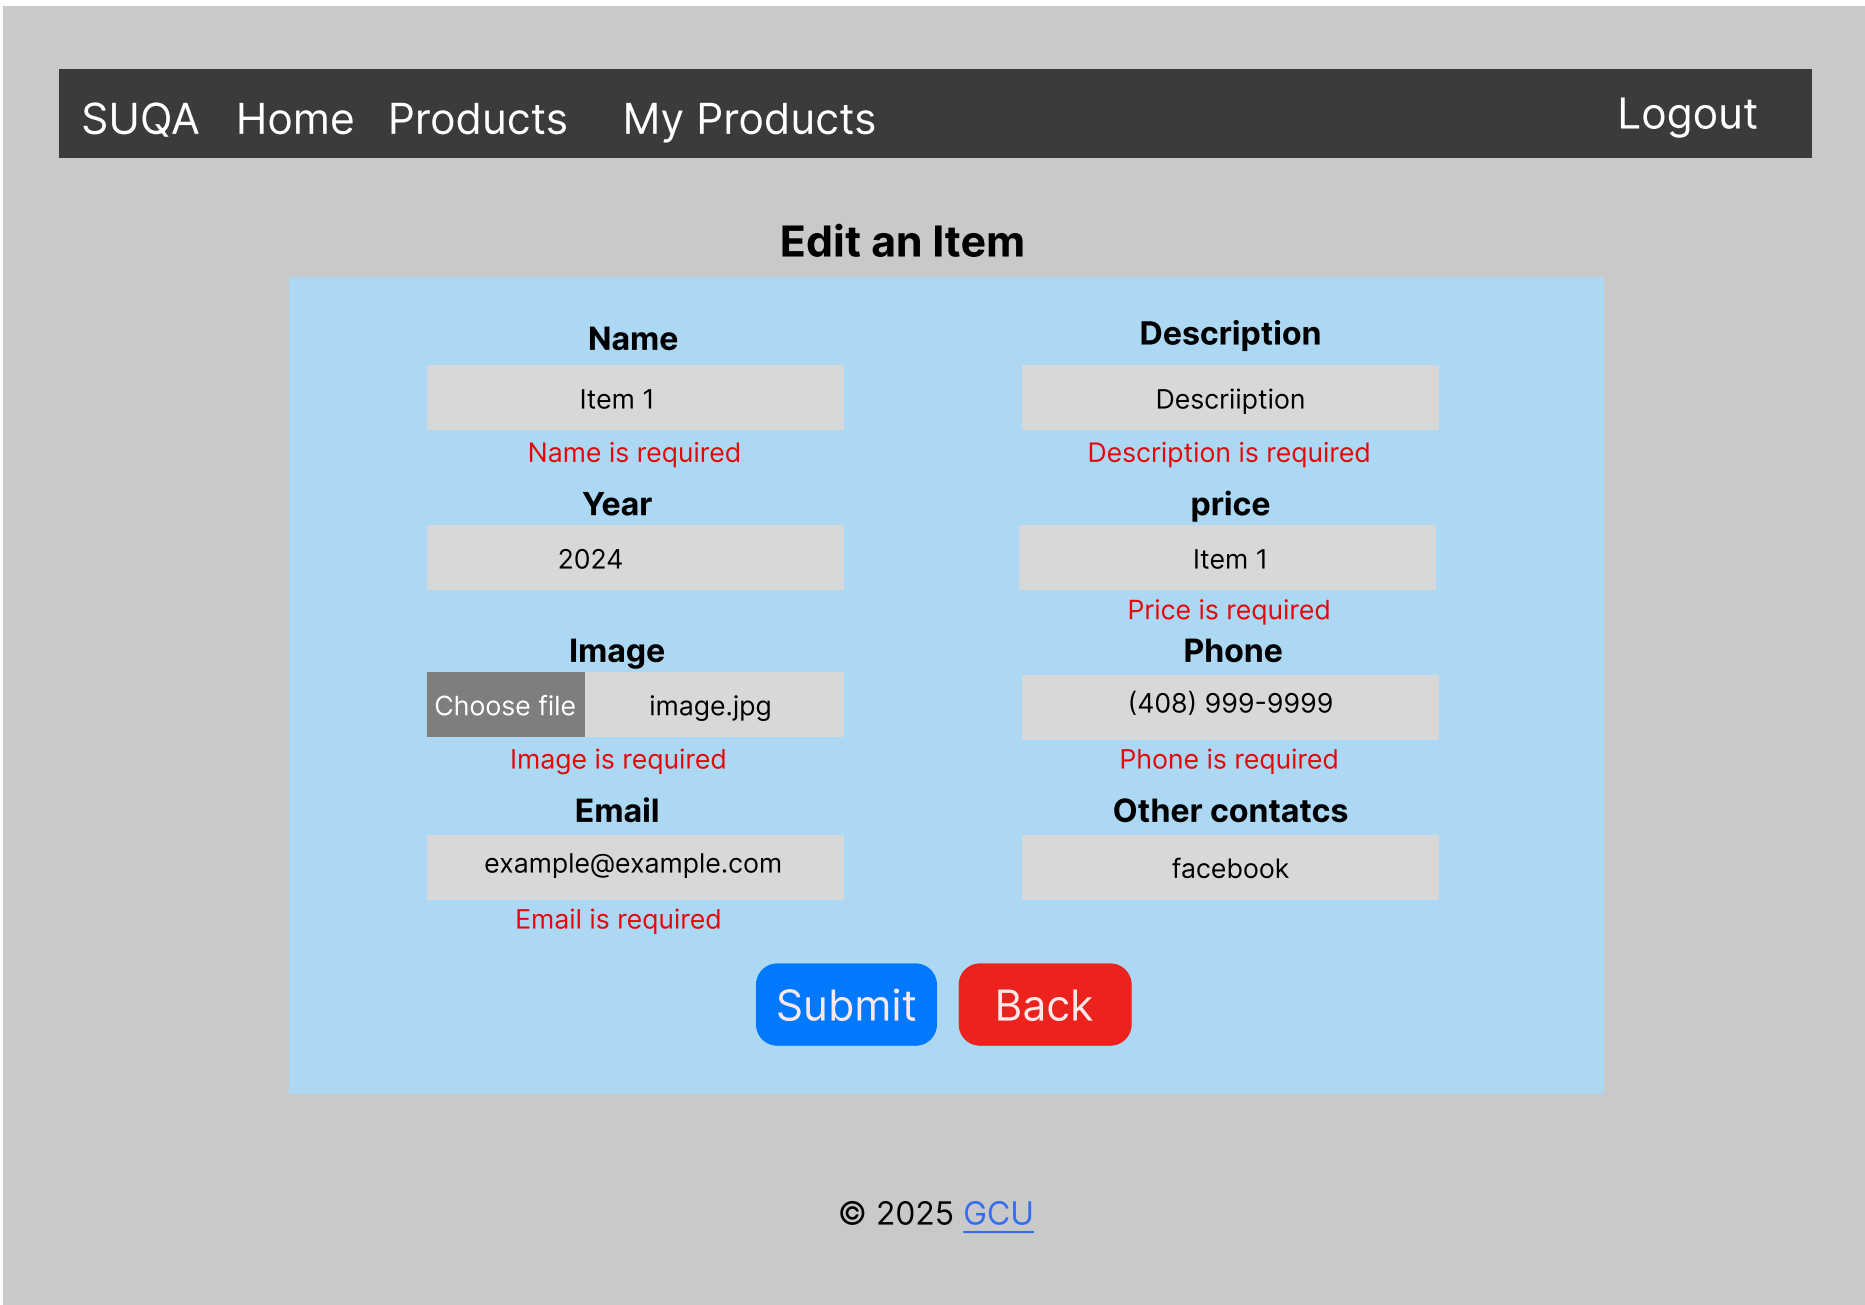 SUQA Home Products My Products Logout
Edit an Item
Name Description
Item 1 Descriiption
Name is required Description is required
Year price
2024 Item 1
Price is required
Image Phone
Choose file image.jpg (408) 999-9999
Image is required Phone is required
Email Other contatcs
example@example.com facebook
Email is required
Submit Back
© 2025 GCU